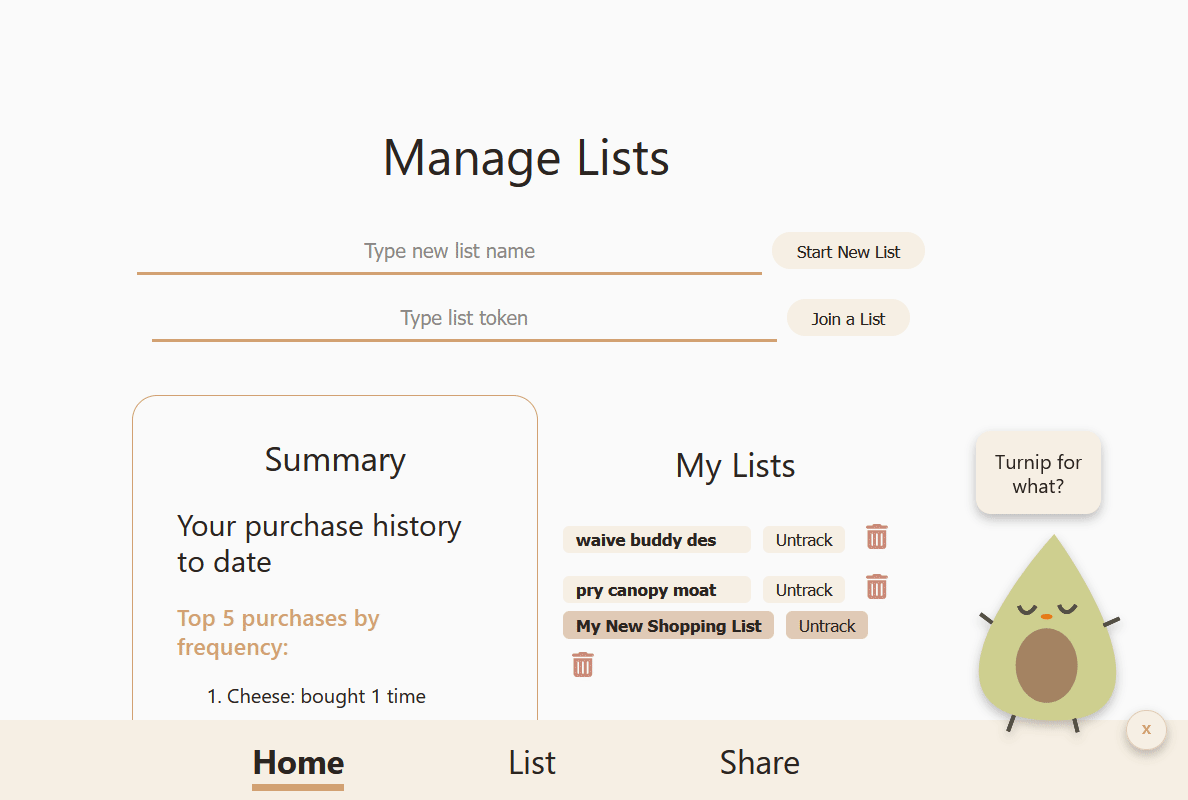 Manage Lists
Type new list name
Start New List
Type list token
Join a List
Summary
Your purchase history
to date
Top 5 purchases by
frequency:
1. Cheese: bought 1 time
My Lists
waive buddy des
Untrack
pry canopy moat
Untrack
My New Shopping List
Untrack
Turnip for
what?
x
Home
List
Share